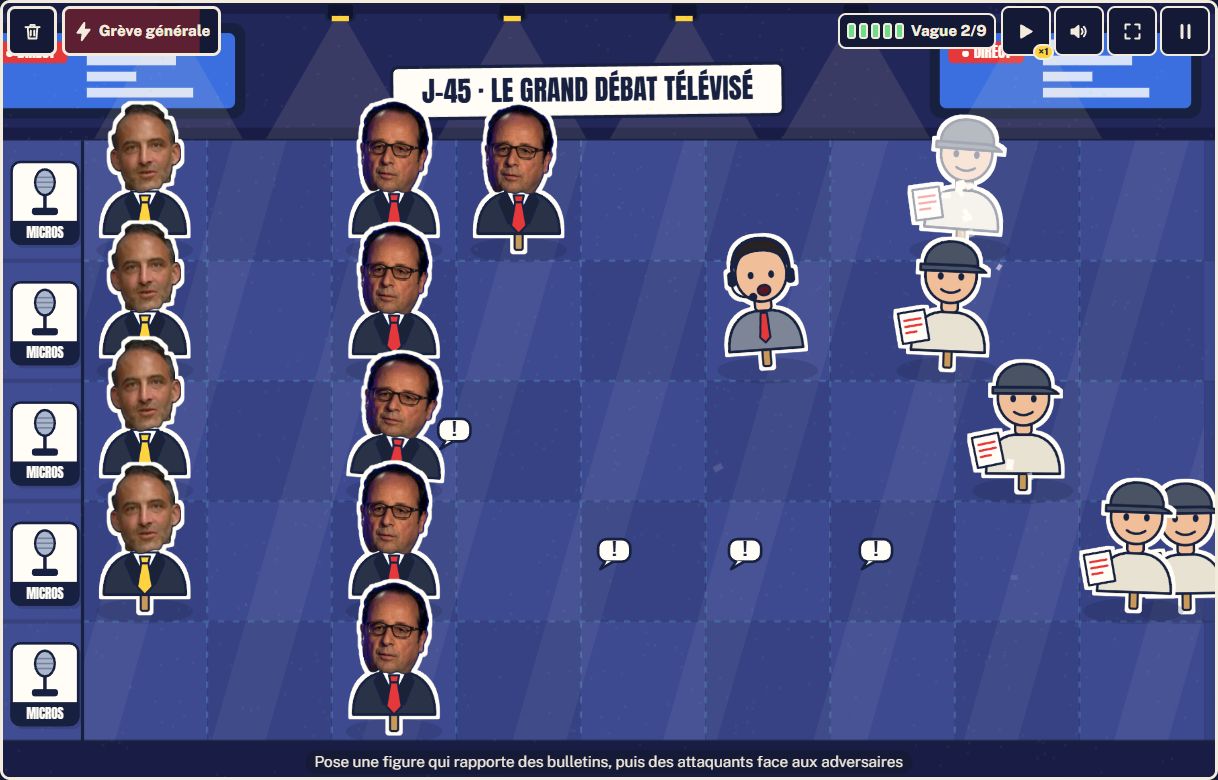 Grève générale
Vague 2/9
×1
DIRECT
J-45 · LE GRAND DÉBAT TÉLÉVISÉ
MICROS
MICROS
MICROS
!
MICROS
!
!
!
MICROS
Pose une figure qui rapporte des bulletins, puis des attaquants face aux adversaires